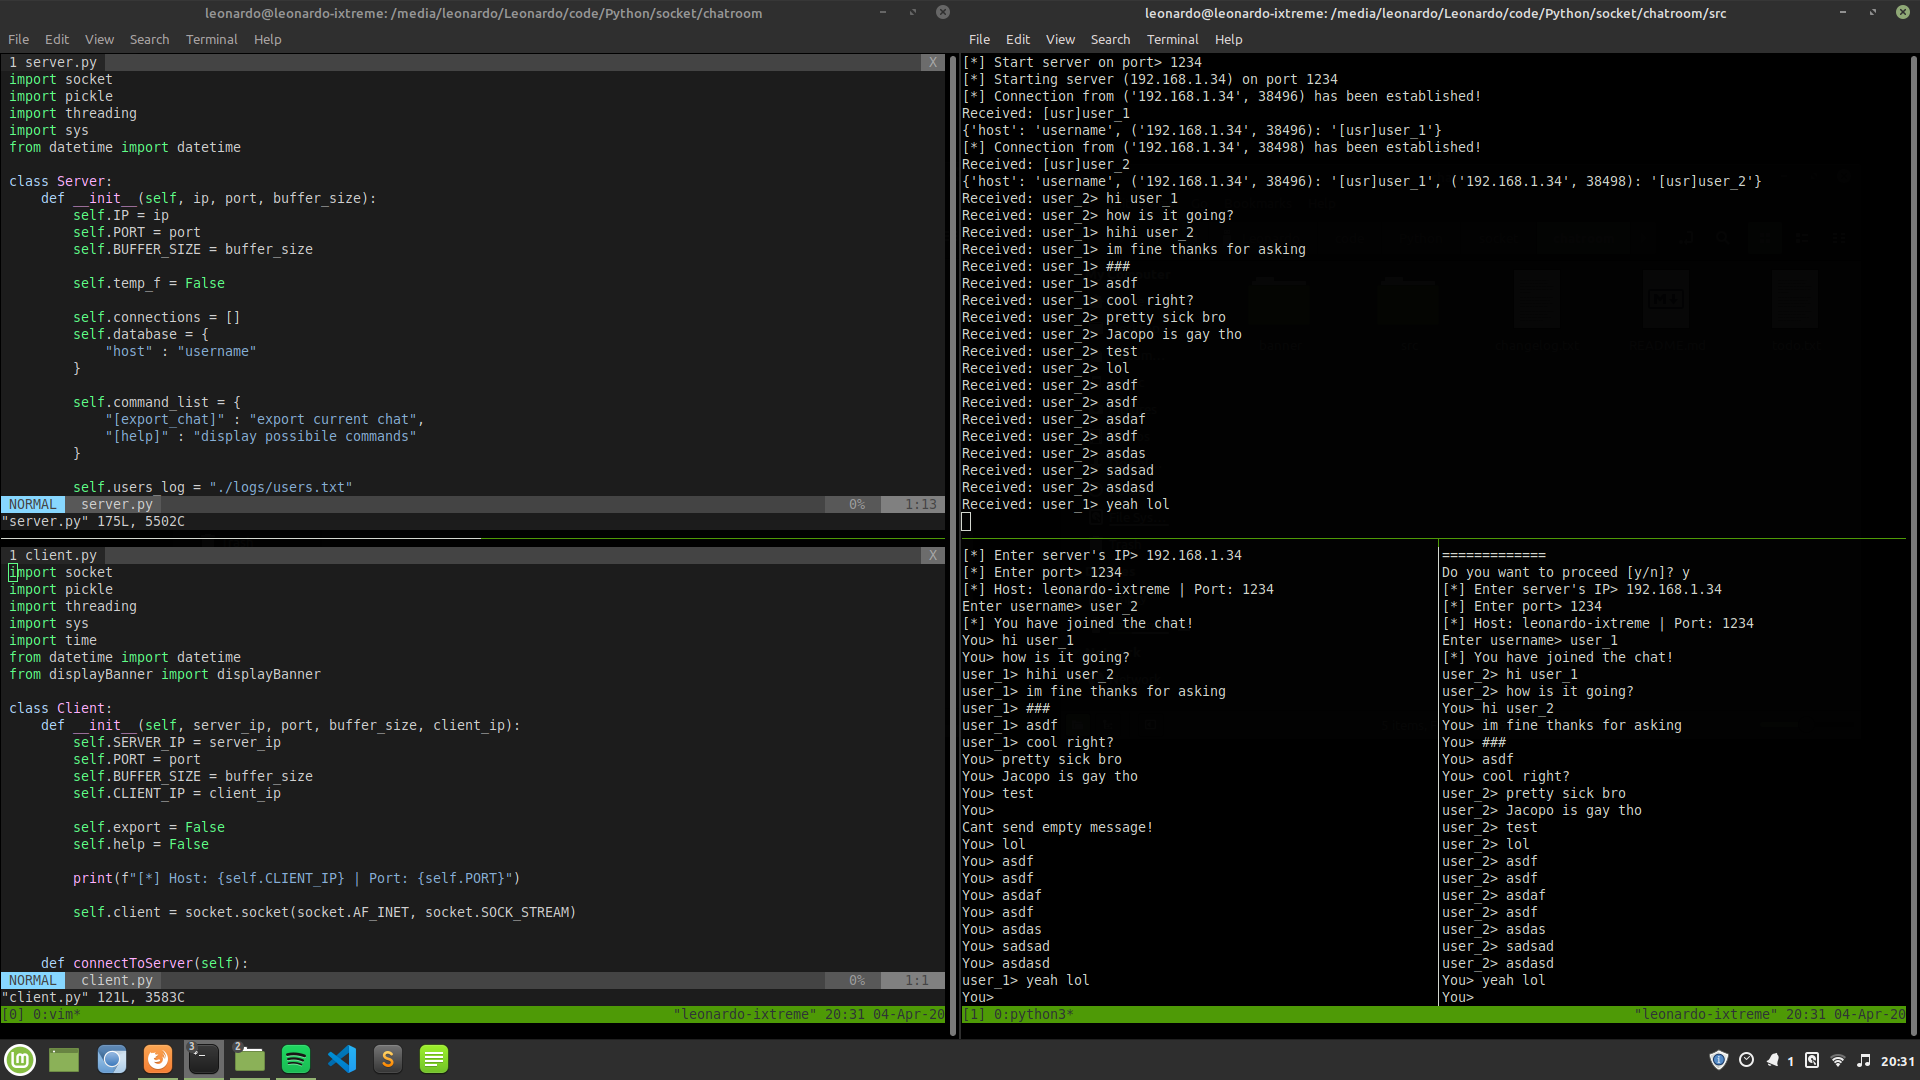 leonardo@leonardo-ixtreme: /media/leonardo/Leonardo/code/Python/socket/chatroom
File Edit View Search Terminal Help
1 server.py X
import socket
import pickle
import threading
import sys
from datetime import datetime
class Server:
    def __init__(self, ip, port, buffer_size):
        self.IP = ip
        self.PORT = port
        self.BUFFER_SIZE = buffer_size
        self.temp_f = False
        self.connections = []
        self.database = {
            "host" : "username"
        }
        self.command_list = {
            "[export_chat]" : "export current chat",
            "[help]" : "display possibile commands"
        }
        self.users_log = "./logs/users.txt"
NORMAL server.py 0% 1:13
"server.py" 175L, 5502C
1 client.py X
import socket
import pickle
import threading
import sys
import time
from datetime import datetime
from displayBanner import displayBanner
class Client:
    def __init__(self, server_ip, port, buffer_size, client_ip):
        self.SERVER_IP = server_ip
        self.PORT = port
        self.BUFFER_SIZE = buffer_size
        self.CLIENT_IP = client_ip
        self.export = False
        self.help = False
        print(f"[*] Host: {self.CLIENT_IP} | Port: {self.PORT}")
        self.client = socket.socket(socket.AF_INET, socket.SOCK_STREAM)
    def connectToServer(self):
NORMAL client.py 0% 1:1
"client.py" 121L, 3583C
[0] 0:vim* "leonardo-ixtreme" 20:31 04-Apr-20
leonardo@leonardo-ixtreme: /media/leonardo/Leonardo/code/Python/socket/chatroom/src
File Edit View Search Terminal Help
[*] Start server on port> 1234
[*] Starting server (192.168.1.34) on port 1234
[*] Connection from ('192.168.1.34', 38496) has been established!
Received: [usr]user_1
{'host': 'username', ('192.168.1.34', 38496): '[usr]user_1'}
[*] Connection from ('192.168.1.34', 38498) has been established!
Received: [usr]user_2
{'host': 'username', ('192.168.1.34', 38496): '[usr]user_1', ('192.168.1.34', 38498): '[usr]user_2'}
Received: user_2> hi user_1
Received: user_2> how is it going?
Received: user_1> hihi user_2
Received: user_1> im fine thanks for asking
Received: user_1> ###
Received: user_1> asdf
Received: user_1> cool right?
Received: user_2> pretty sick bro
Received: user_2> Jacopo is gay tho
Received: user_2> test
Received: user_2> lol
Received: user_2> asdf
Received: user_2> asdf
Received: user_2> asdaf
Received: user_2> asdf
Received: user_2> asdas
Received: user_2> sadsad
Received: user_2> asdasd
Received: user_1> yeah lol
[*] Enter server's IP> 192.168.1.34
[*] Enter port> 1234
[*] Host: leonardo-ixtreme | Port: 1234
Enter username> user_2
[*] You have joined the chat!
You> hi user_1
You> how is it going?
user_1> hihi user_2
user_1> im fine thanks for asking
user_1> ###
user_1> asdf
user_1> cool right?
You> pretty sick bro
You> Jacopo is gay tho
You> test
You>
Cant send empty message!
You> lol
You> asdf
You> asdf
You> asdaf
You> asdf
You> asdas
You> sadsad
You> asdasd
user_1> yeah lol
You>
=============
Do you want to proceed [y/n]? y
[*] Enter server's IP> 192.168.1.34
[*] Enter port> 1234
[*] Host: leonardo-ixtreme | Port: 1234
Enter username> user_1
[*] You have joined the chat!
user_2> hi user_1
user_2> how is it going?
You> hi user_2
You> im fine thanks for asking
You> ###
You> asdf
You> cool right?
user_2> pretty sick bro
user_2> Jacopo is gay tho
user_2> test
user_2> lol
user_2> asdf
user_2> asdf
user_2> asdaf
user_2> asdf
user_2> asdas
user_2> sadsad
user_2> asdasd
You> yeah lol
You>
[1] 0:python3* "leonardo-ixtreme" 20:31 04-Apr-20
3 2 1 20:31